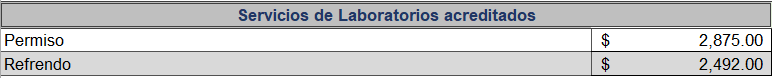 Servicios de Laboratorios acreditados
Permiso $ 2,875.00
Refrendo $ 2,492.00